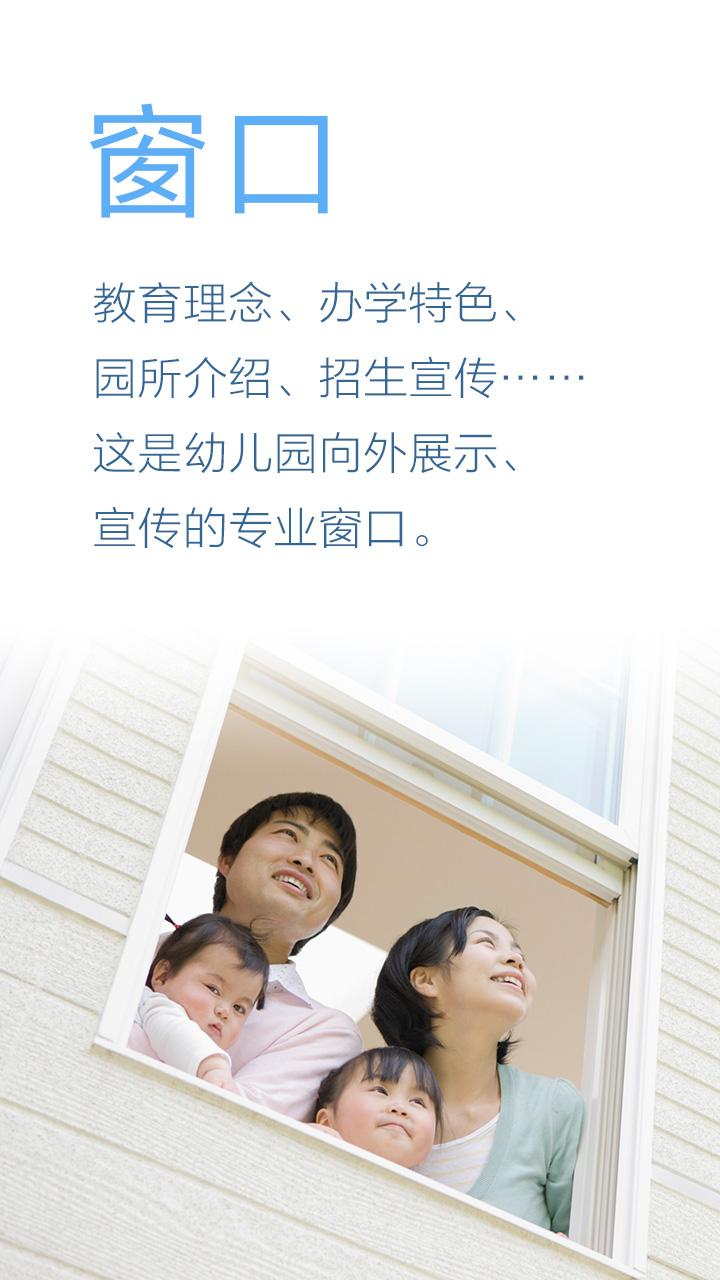 窗口
教育理念、办学特色、
园所介绍、招生宣传……
这是幼儿园向外展示、
宣传的专业窗口。